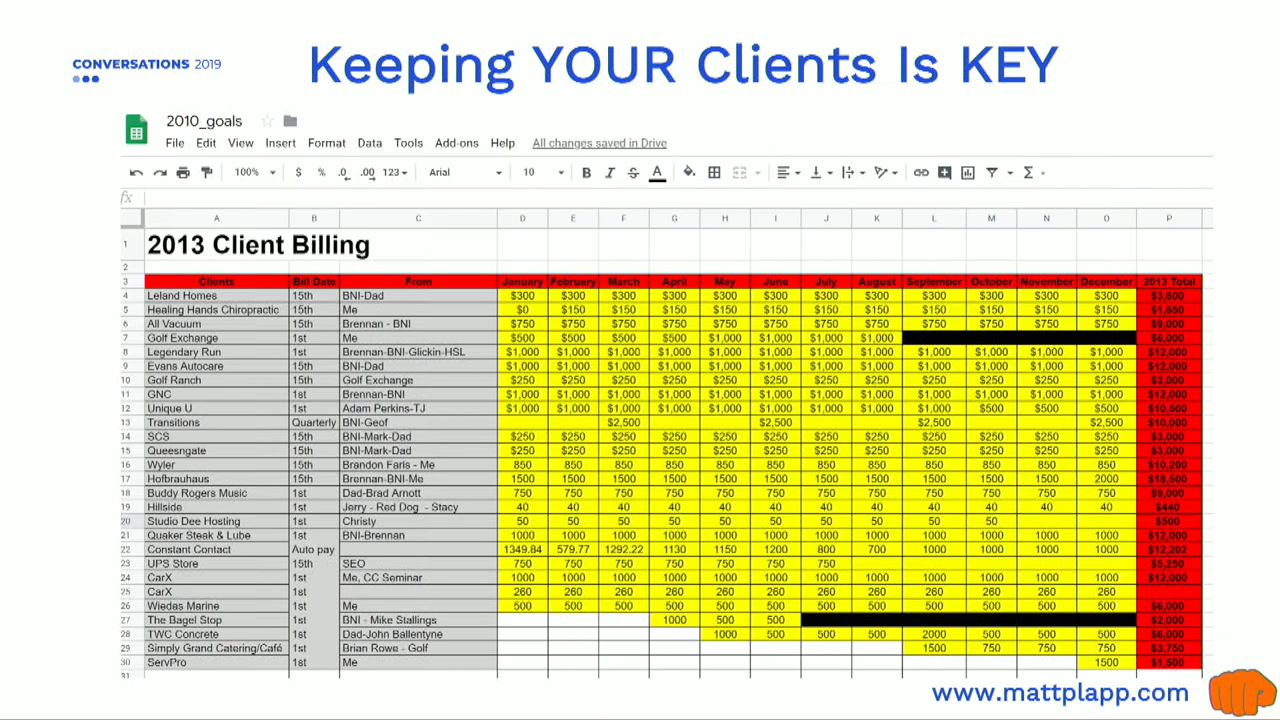 Keeping YOUR Clients Is KEY
CONVERSATIONS 2019
2010_goals
File Edit View Insert Format Data Tools Add-ons Help All changes saved in Drive
100% $ % .0 .00 123 Arial 10 B I S A Σ
fx
A B C D E F G H I J K L M N O P
1 2013 Client Billing
2
3 Clients Bill Date From January February March April May June July August September October November December 2013 Total
4 Leland Homes 15th BNI-Dad $300 $300 $300 $300 $300 $300 $300 $300 $300 $300 $300 $300 $3,600
5 Healing Hands Chiropractic 15th Me $0 $150 $150 $150 $150 $150 $150 $150 $150 $150 $150 $150 $1,650
6 All Vacuum 15th Brennan - BNI $750 $750 $750 $750 $750 $750 $750 $750 $750 $750 $750 $750 $9,000
7 Golf Exchange 1st Me $500 $500 $500 $500 $1,000 $1,000 $1,000 $1,000 $6,000
8 Legendary Run 1st Brennan-BNI-Glickin-HSL $1,000 $1,000 $1,000 $1,000 $1,000 $1,000 $1,000 $1,000 $1,000 $1,000 $1,000 $1,000 $12,000
9 Evans Autocare 15th BNI-Dad $1,000 $1,000 $1,000 $1,000 $1,000 $1,000 $1,000 $1,000 $1,000 $1,000 $1,000 $1,000 $12,000
10 Golf Ranch 15th Golf Exchange $250 $250 $250 $250 $250 $250 $250 $250 $250 $250 $250 $250 $3,000
11 GNC 1st BNI-Dad $1,000 $1,000 $1,000 $1,000 $1,000 $1,000 $1,000 $1,000 $1,000 $1,000 $1,000 $1,000 $12,000
12 Unique U 1st Adam Perkins-TJ $1,000 $1,000 $1,000 $1,000 $1,000 $1,000 $1,000 $1,000 $1,000 $500 $500 $500 $10,500
13 Transitions Quarterly BNI-Geof $2,500 $2,500 $2,500 $2,500 $10,000
14 SCS 15th BNI-Mark-Dad $250 $250 $250 $250 $250 $250 $250 $250 $250 $250 $250 $250 $3,000
15 Queesngate 15th BNI-Mark-Dad $250 $250 $250 $250 $250 $250 $250 $250 $250 $250 $250 $250 $3,000
16 Wyler 15th Brandon Faris - Me 850 850 850 850 850 850 850 850 850 850 850 850 $10,200
17 Hofbrauhaus 15th Brennan-BNI-Me 1500 1500 1500 1500 1500 1500 1500 1500 1500 1500 1500 2000 $18,500
18 Buddy Rogers Music 1st Dad-Brad Arnott 750 750 750 750 750 750 750 750 750 750 750 750 $9,000
19 Hillside 1st Jerry - Red Dog - Stacy 40 40 40 40 40 40 40 40 40 40 40 40 $440
20 Studio Dee Hosting 1st Christy 50 50 50 50 50 50 50 50 50 50 $500
21 Quaker Steak & Lube 1st BNI-Brennan 1000 1000 1000 1000 1000 1000 1000 1000 1000 1000 1000 1000 $12,000
22 Constant Contact Auto pay 1349.84 579.77 1292.22 1130 1150 1200 800 700 1000 1000 1000 1000 $12,202
23 UPS Store 15th SEO 750 750 750 750 750 750 750 $5,250
24 CarX 1st Me, CC Seminar 1000 1000 1000 1000 1000 1000 1000 1000 1000 1000 1000 1000 $12,000
25 CarX 1st 260 260 260 260 260 260 260 260 260 260 260 260
26 Wiedas Marine 1st Me 500 500 500 500 500 500 500 500 500 500 500 500 $6,000
27 The Bagel Stop 1st BNI - Mike Stallings 1000 500 500 $2,000
28 TWC Concrete 1st Dad-John Ballentyne 1000 500 500 500 2000 500 500 500 $6,000
29 Simply Grand Catering/Café 1st Brian Rowe - Golf 1500 750 750 750 $3,750
30 ServPro 1st Me 1500 $1,500
31
www.mattplapp.com